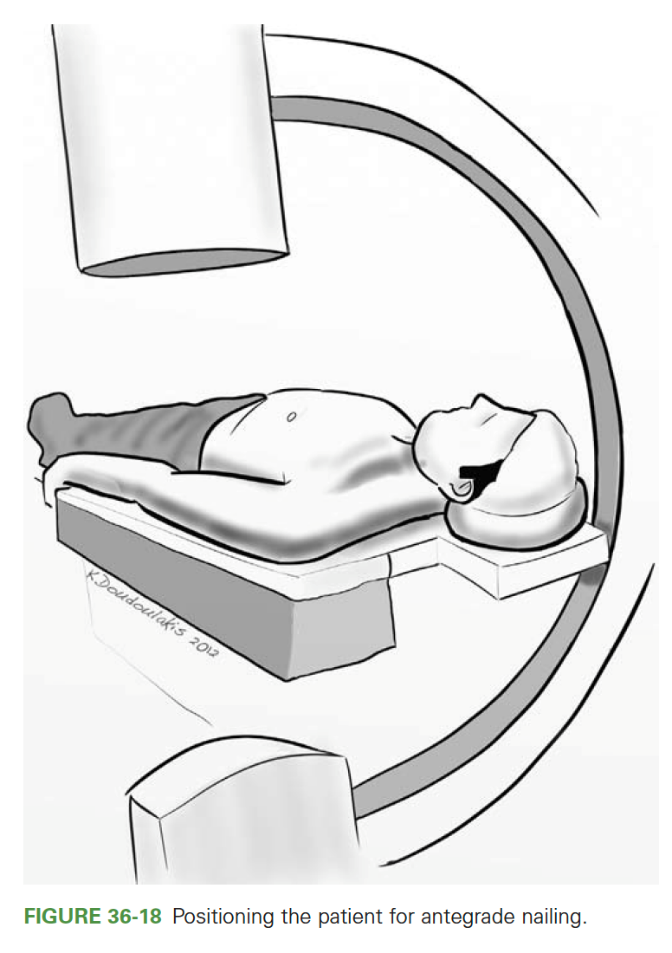 K.Doudoulakis 2012
FIGURE 36-18 Positioning the patient for antegrade nailing.